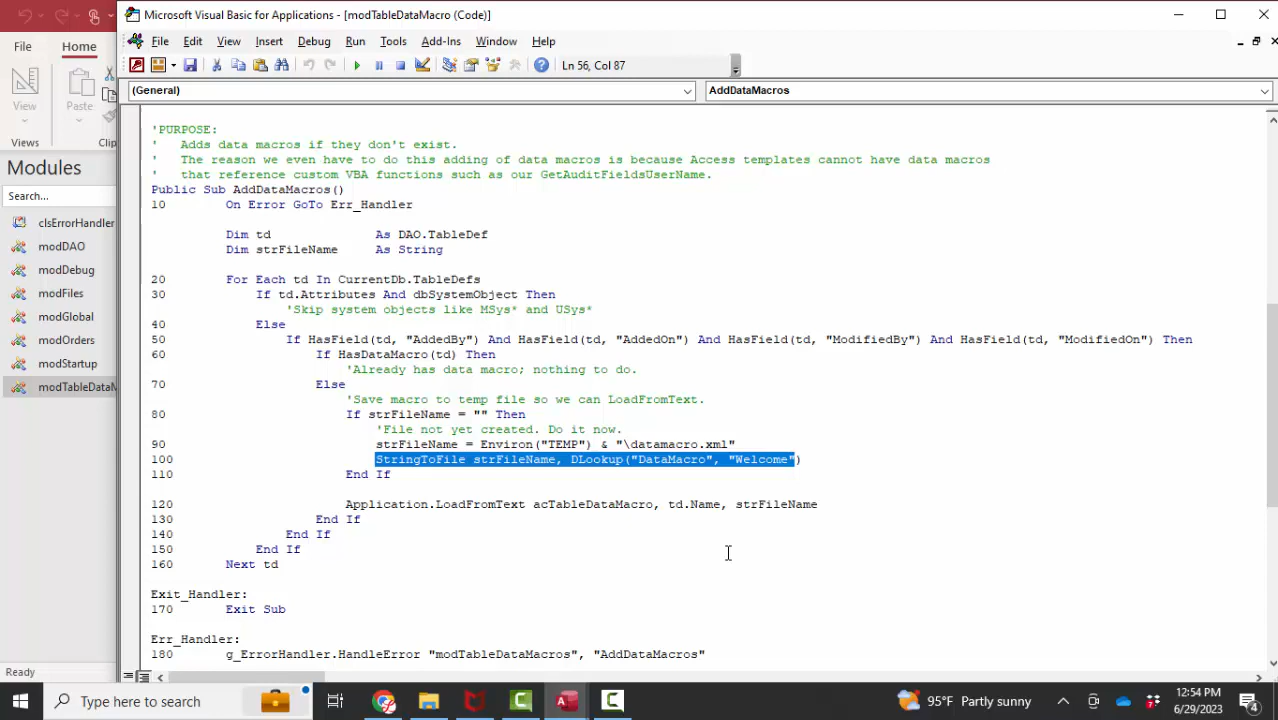 Microsoft Visual Basic for Applications - [modTableDataMacro (Code)]
File Edit View Insert Debug Run Tools Add-Ins Window Help
File Home
Ln 56, Col 87
(General) AddDataMacros
View Paste
Views Clip
Modules
Search...
clsErrorHandler
modDAO
modDebug
modFiles
modGlobal
modOrders
modStartup
modTableDataM
'PURPOSE:
' Adds data macros if they don't exist.
' The reason we even have to do this adding of data macros is because Access templates cannot have data macros
' that reference custom VBA functions such as our GetAuditFieldsUserName.
Public Sub AddDataMacros()
10 On Error GoTo Err_Handler
Dim td As DAO.TableDef
Dim strFileName As String
20 For Each td In CurrentDb.TableDefs
30 If td.Attributes And dbSystemObject Then
'Skip system objects like MSys* and USys*
40 Else
50 If HasField(td, "AddedBy") And HasField(td, "AddedOn") And HasField(td, "ModifiedBy") And HasField(td, "ModifiedOn") Then
60 If HasDataMacro(td) Then
'Already has data macro; nothing to do.
70 Else
'Save macro to temp file so we can LoadFromText.
80 If strFileName = "" Then
'File not yet created. Do it now.
90 strFileName = Environ("TEMP") & "\datamacro.xml"
100 StringToFile strFileName, DLookup("DataMacro", "Welcome")
110 End If
120 Application.LoadFromText acTableDataMacro, td.Name, strFileName
130 End If
140 End If
150 End If
160 Next td
Exit_Handler:
170 Exit Sub
Err_Handler:
180 g_ErrorHandler.HandleError "modTableDataMacros", "AddDataMacros"
Ready
Type here to search
95°F Partly sunny
12:54 PM
6/29/2023
4